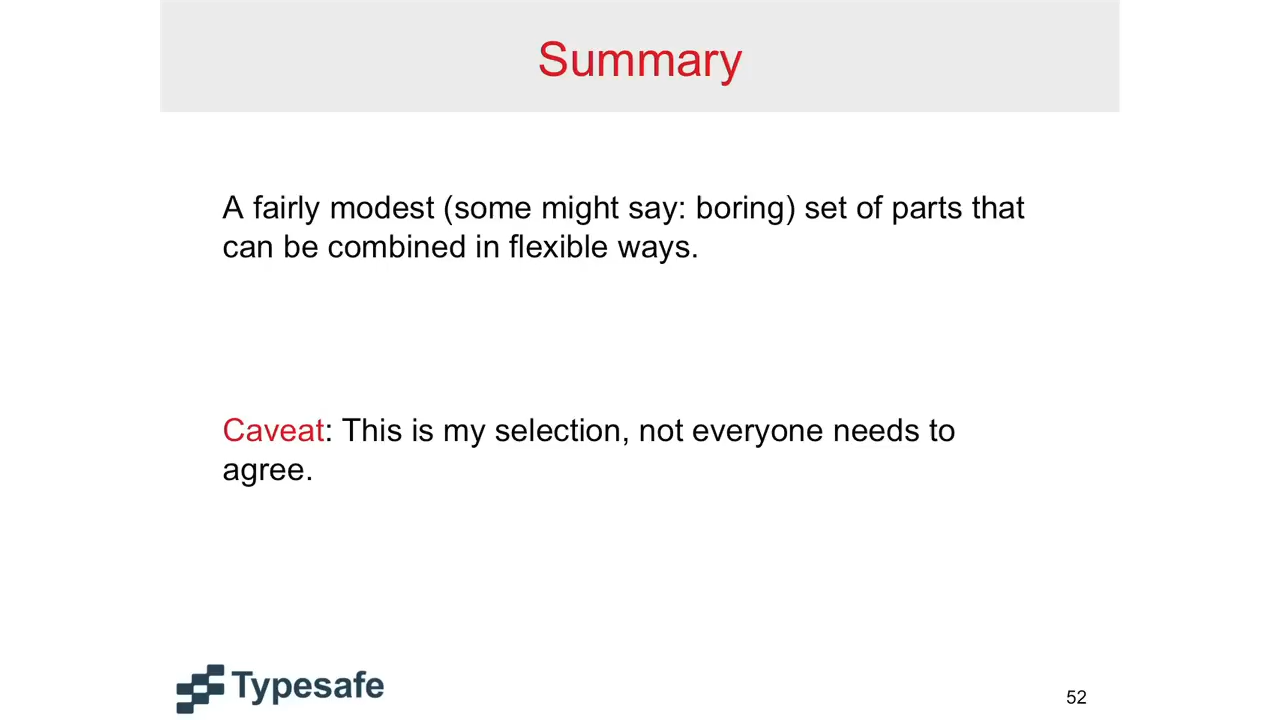 Summary
A fairly modest (some might say: boring) set of parts that
can be combined in flexible ways.
Caveat: This is my selection, not everyone needs to
agree.
Typesafe
52